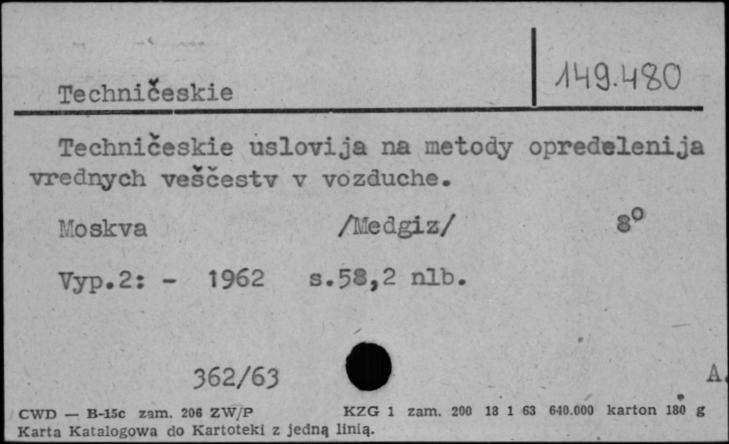 149.480
Techničeskie
Techničeskie uslovija na metody opredelenija
vrednych veščestv v vozduche.
Moskva /Medgiz/ 8°
Vyp.2: - 1962 s.58,2 nlb.
362/63 A.
CWD — B-15c zam. 206 ZW/P KZG 1 zam. 200 18 1 63 640.000 karton 180 g
Karta Katalogowa do Kartoteki z jedną linią.